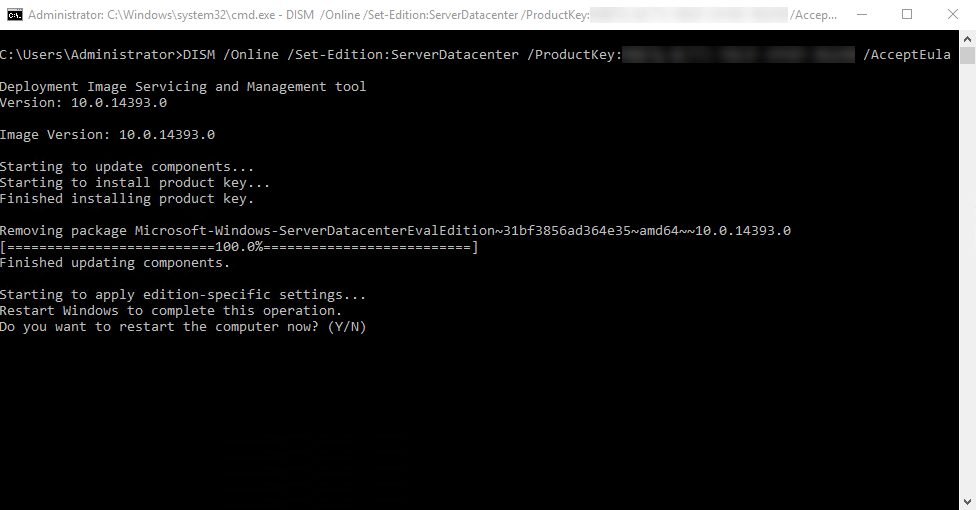 Administrator: C:\Windows\system32\cmd.exe - DISM /Online /Set-Edition:ServerDatacenter /ProductKey: /Accep...
C:\Users\Administrator>DISM /Online /Set-Edition:ServerDatacenter /ProductKey: /AcceptEula
Deployment Image Servicing and Management tool
Version: 10.0.14393.0
Image Version: 10.0.14393.0
Starting to update components...
Starting to install product key...
Finished installing product key.
Removing package Microsoft-Windows-ServerDatacenterEvalEdition~31bf3856ad364e35~amd64~~10.0.14393.0
[==========================100.0%==========================]
Finished updating components.
Starting to apply edition-specific settings...
Restart Windows to complete this operation.
Do you want to restart the computer now? (Y/N)